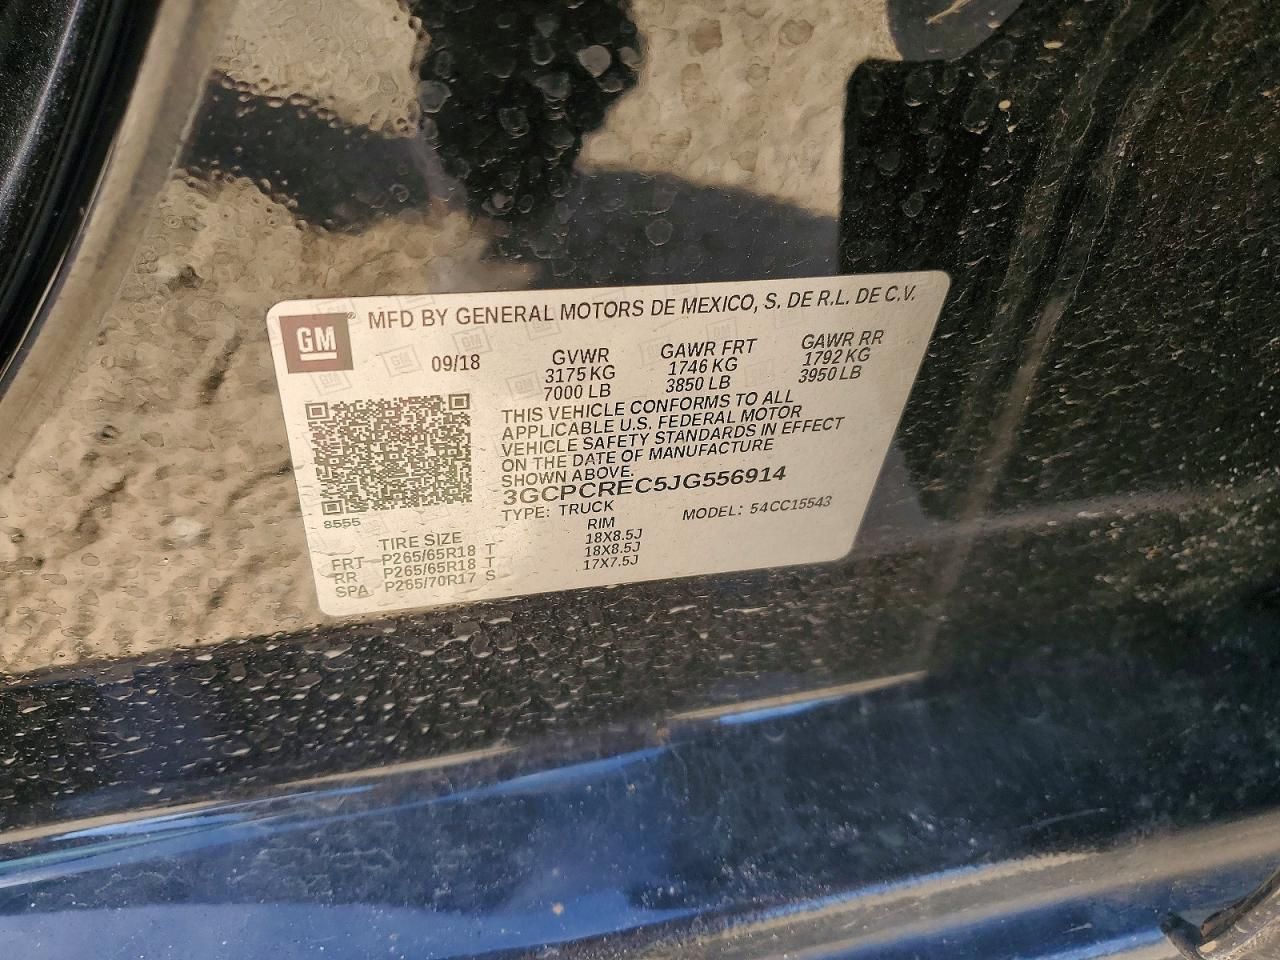 GM® MFD BY GENERAL MOTORS DE MEXICO, S. DE R.L. DE C.V.
09/18 GVWR GAWR FRT GAWR RR
3175 KG 1746 KG 1792 KG
7000 LB 3850 LB 3950 LB
THIS VEHICLE CONFORMS TO ALL
APPLICABLE U.S. FEDERAL MOTOR
VEHICLE SAFETY STANDARDS IN EFFECT
ON THE DATE OF MANUFACTURE
SHOWN ABOVE.
3GCPCREC5JG556914
8555 TYPE: TRUCK MODEL: 54CC15543
TIRE SIZE RIM
FRT P265/65R18 T 18X8.5J
RR P265/65R18 T 18X8.5J
SPA P265/70R17 S 17X7.5J